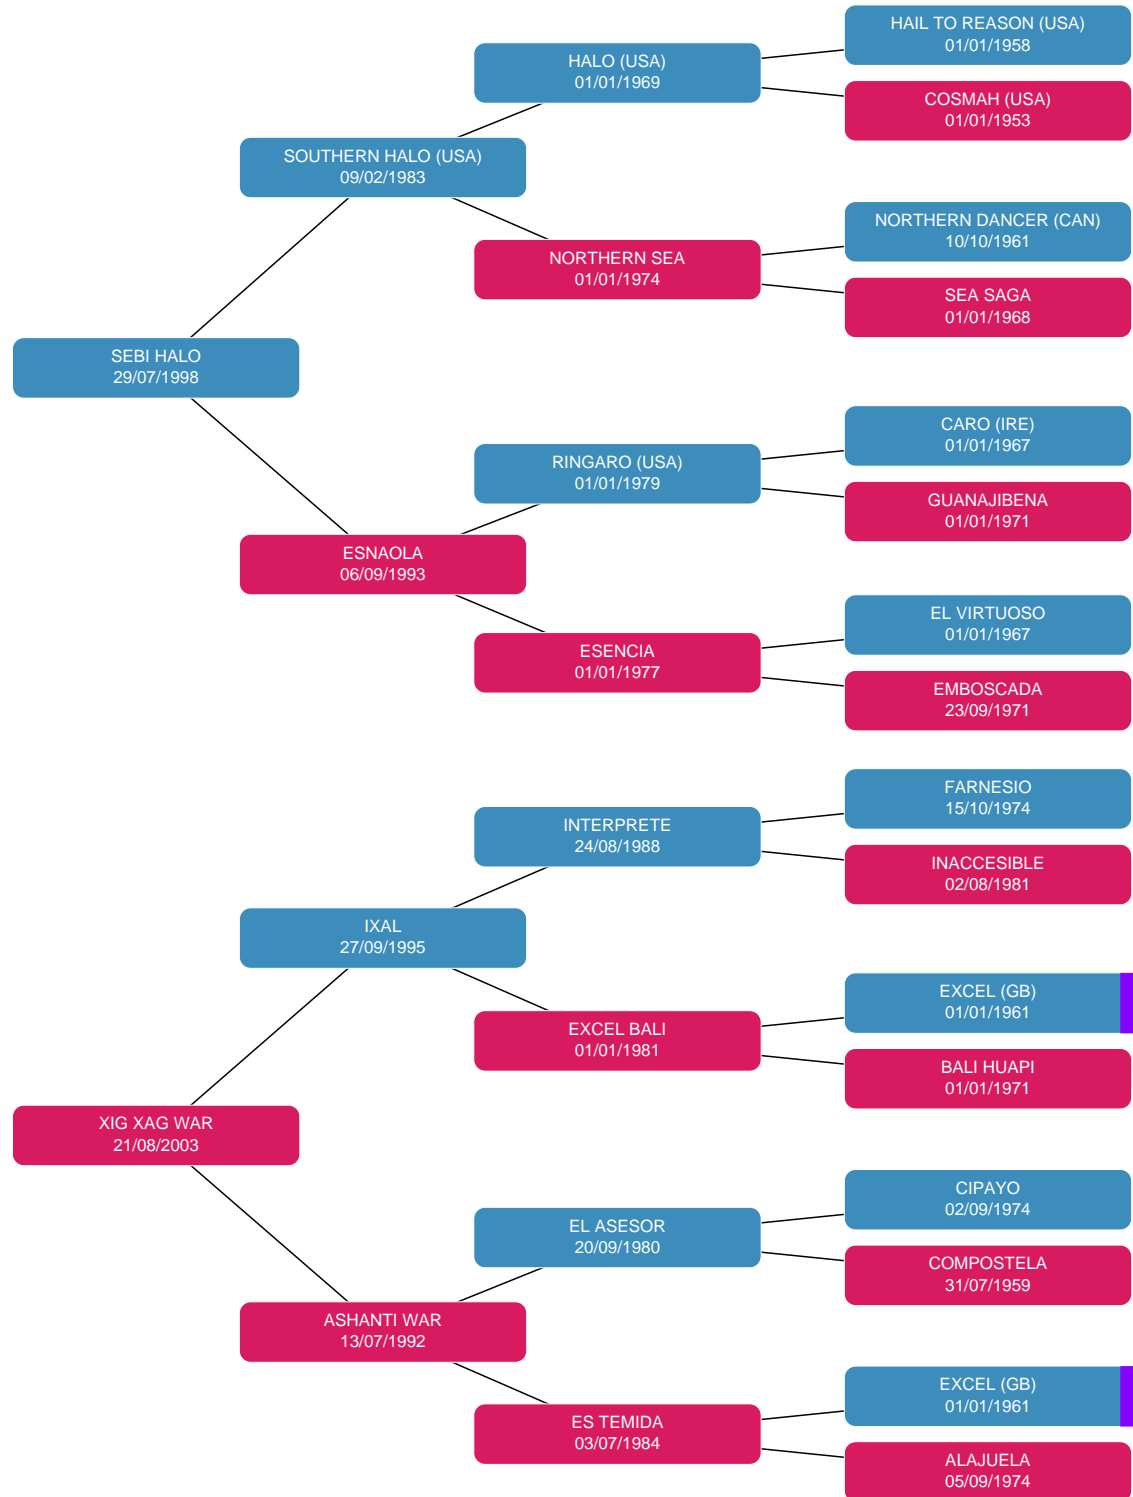 HAIL TO REASON (USA)
01/01/1958
HALO (USA)
01/01/1969
COSMAH (USA)
01/01/1953
SOUTHERN HALO (USA)
09/02/1983
NORTHERN DANCER (CAN)
10/10/1961
NORTHERN SEA
01/01/1974
SEA SAGA
01/01/1968
SEBI HALO
29/07/1998
CARO (IRE)
01/01/1967
RINGARO (USA)
01/01/1979
GUANAJIBENA
01/01/1971
ESNAOLA
06/09/1993
EL VIRTUOSO
01/01/1967
ESENCIA
01/01/1977
EMBOSCADA
23/09/1971
FARNESIO
15/10/1974
INTERPRETE
24/08/1988
INACCESIBLE
02/08/1981
IXAL
27/09/1995
EXCEL (GB)
01/01/1961
EXCEL BALI
01/01/1981
BALI HUAPI
01/01/1971
XIG XAG WAR
21/08/2003
CIPAYO
02/09/1974
EL ASESOR
20/09/1980
COMPOSTELA
31/07/1959
ASHANTI WAR
13/07/1992
EXCEL (GB)
01/01/1961
ES TEMIDA
03/07/1984
ALAJUELA
05/09/1974